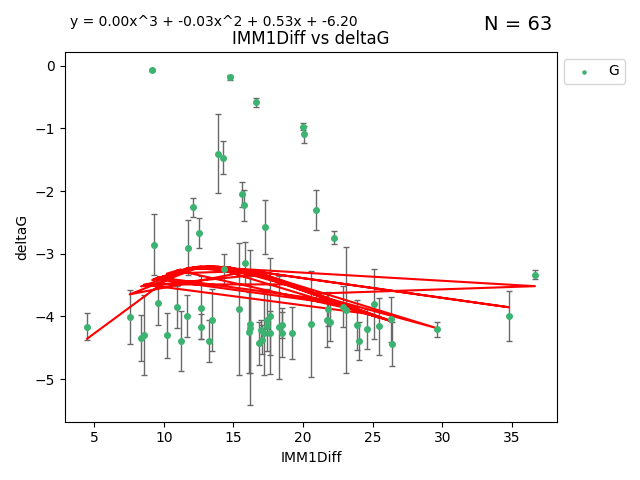 y = 0.00x^3 + -0.03x^2 + 0.53x + -6.20
N = 63
IMM1Diff vs deltaG
G
deltaG
0
−1
−2
−3
−4
−5
5 10 15 20 25 30 35
IMM1Diff